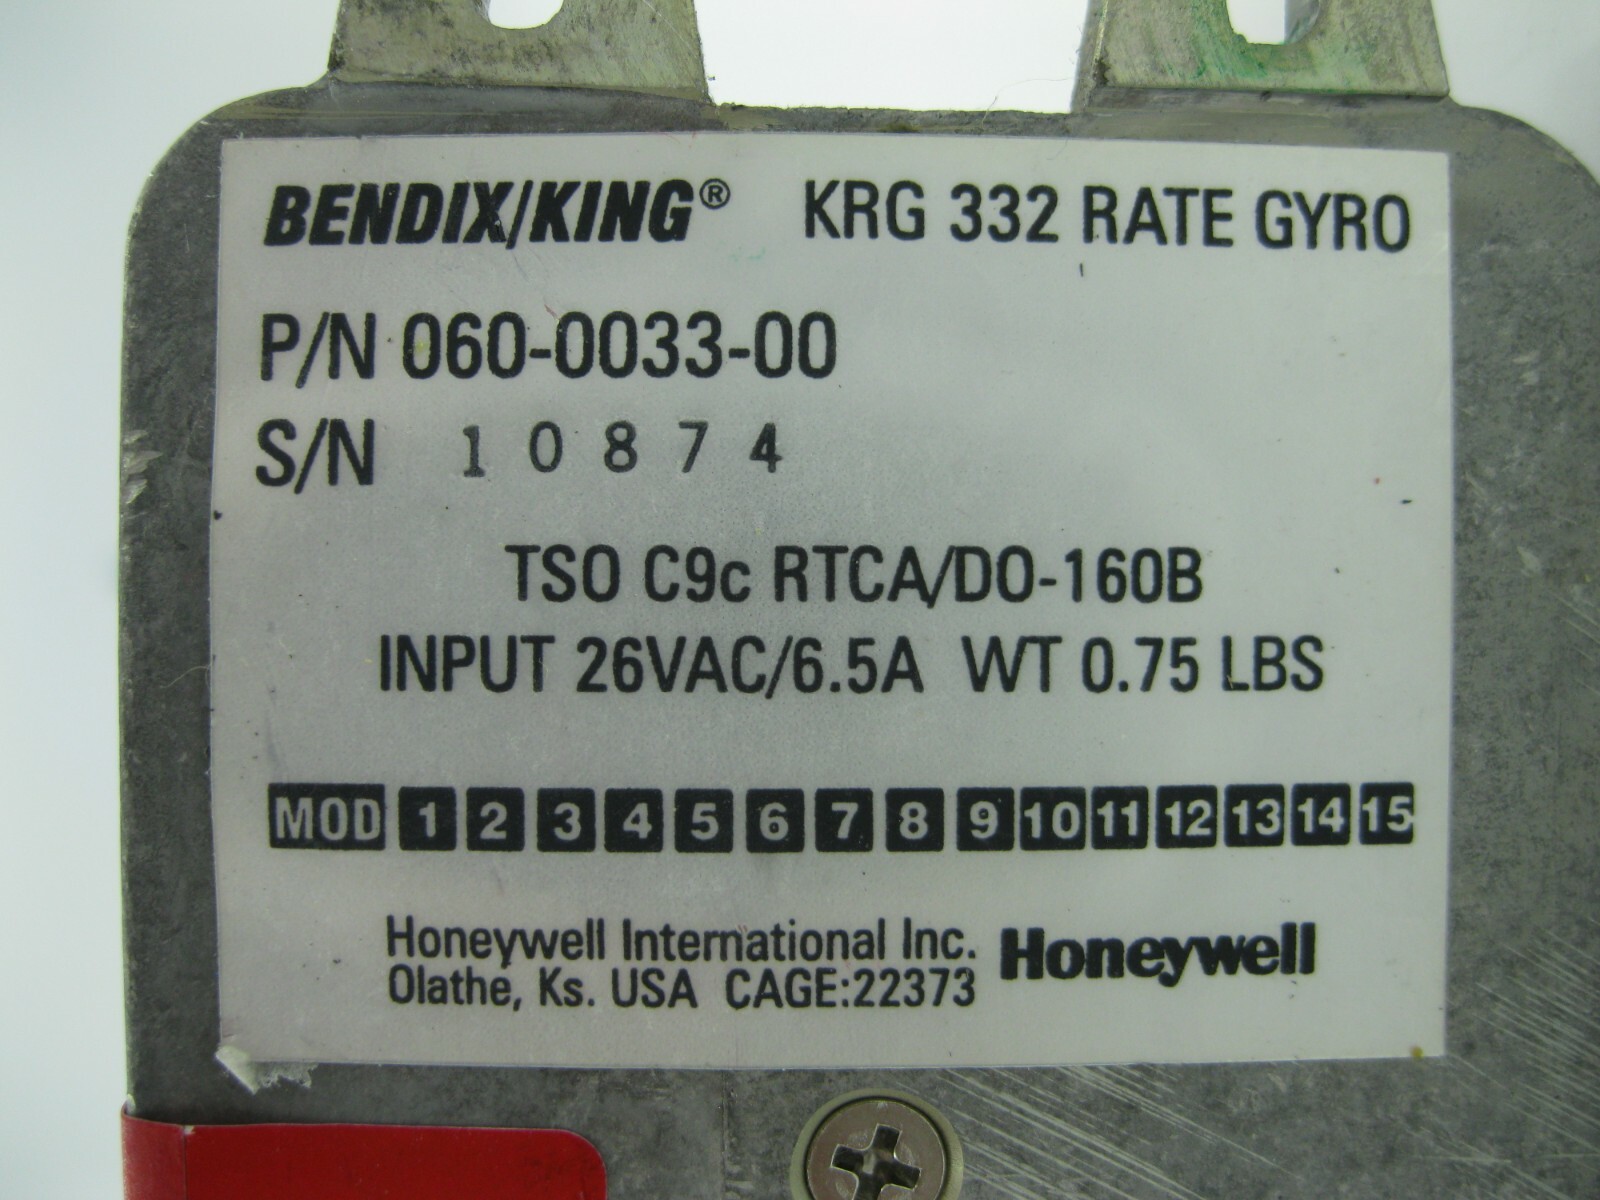 BENDIX/KING® KRG 332 RATE GYRO
P/N 060-0033-00
S/N 10874
TSO C9c RTCA/DO-160B
INPUT 26VAC/6.5A WT 0.75 LBS
MOD 1 2 3 4 5 6 7 8 9 10 11 12 13 14 15
Honeywell International Inc. Honeywell
Olathe, Ks. USA CAGE:22373